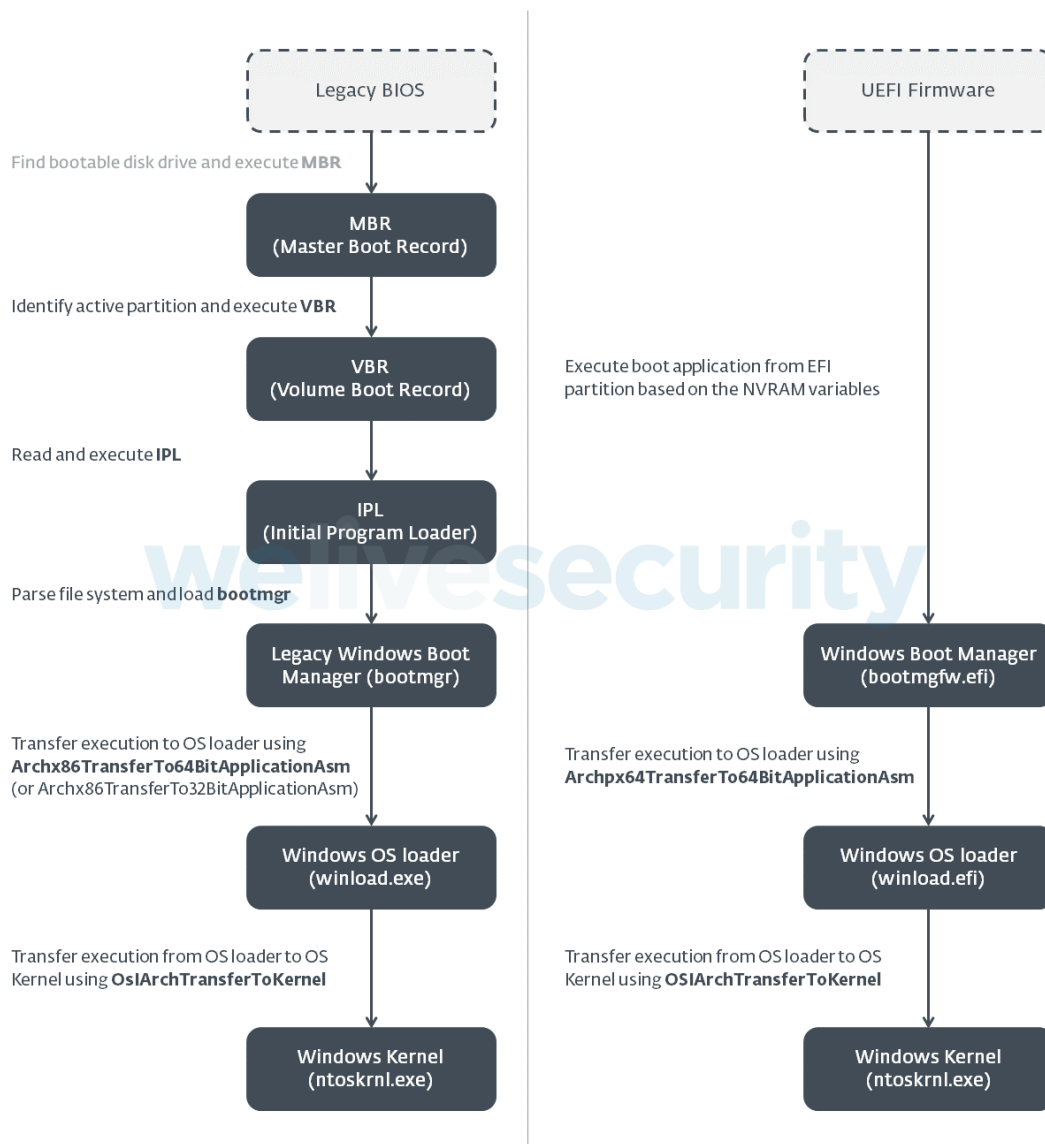 Legacy BIOS
Find bootable disk drive and execute MBR
MBR
(Master Boot Record)
Identify active partition and execute VBR
VBR
(Volume Boot Record)
Read and execute IPL
IPL
(Initial Program Loader)
Parse file system and load bootmgr
Legacy Windows Boot
Manager (bootmgr)
Transfer execution to OS loader using
Archx86TransferTo64BitApplicationAsm
(or Archx86TransferTo32BitApplicationAsm)
Windows OS loader
(winload.exe)
Transfer execution from OS loader to OS
Kernel using OslArchTransferToKernel
Windows Kernel
(ntoskrnl.exe)
UEFI Firmware
Execute boot application from EFI
partition based on the NVRAM variables
Windows Boot Manager
(bootmgfw.efi)
Transfer execution to OS loader using
Archpx64TransferTo64BitApplicationAsm
Windows OS loader
(winload.efi)
Transfer execution from OS loader to OS
Kernel using OSIArchTransferToKernel
Windows Kernel
(ntoskrnl.exe)
welivesecurity